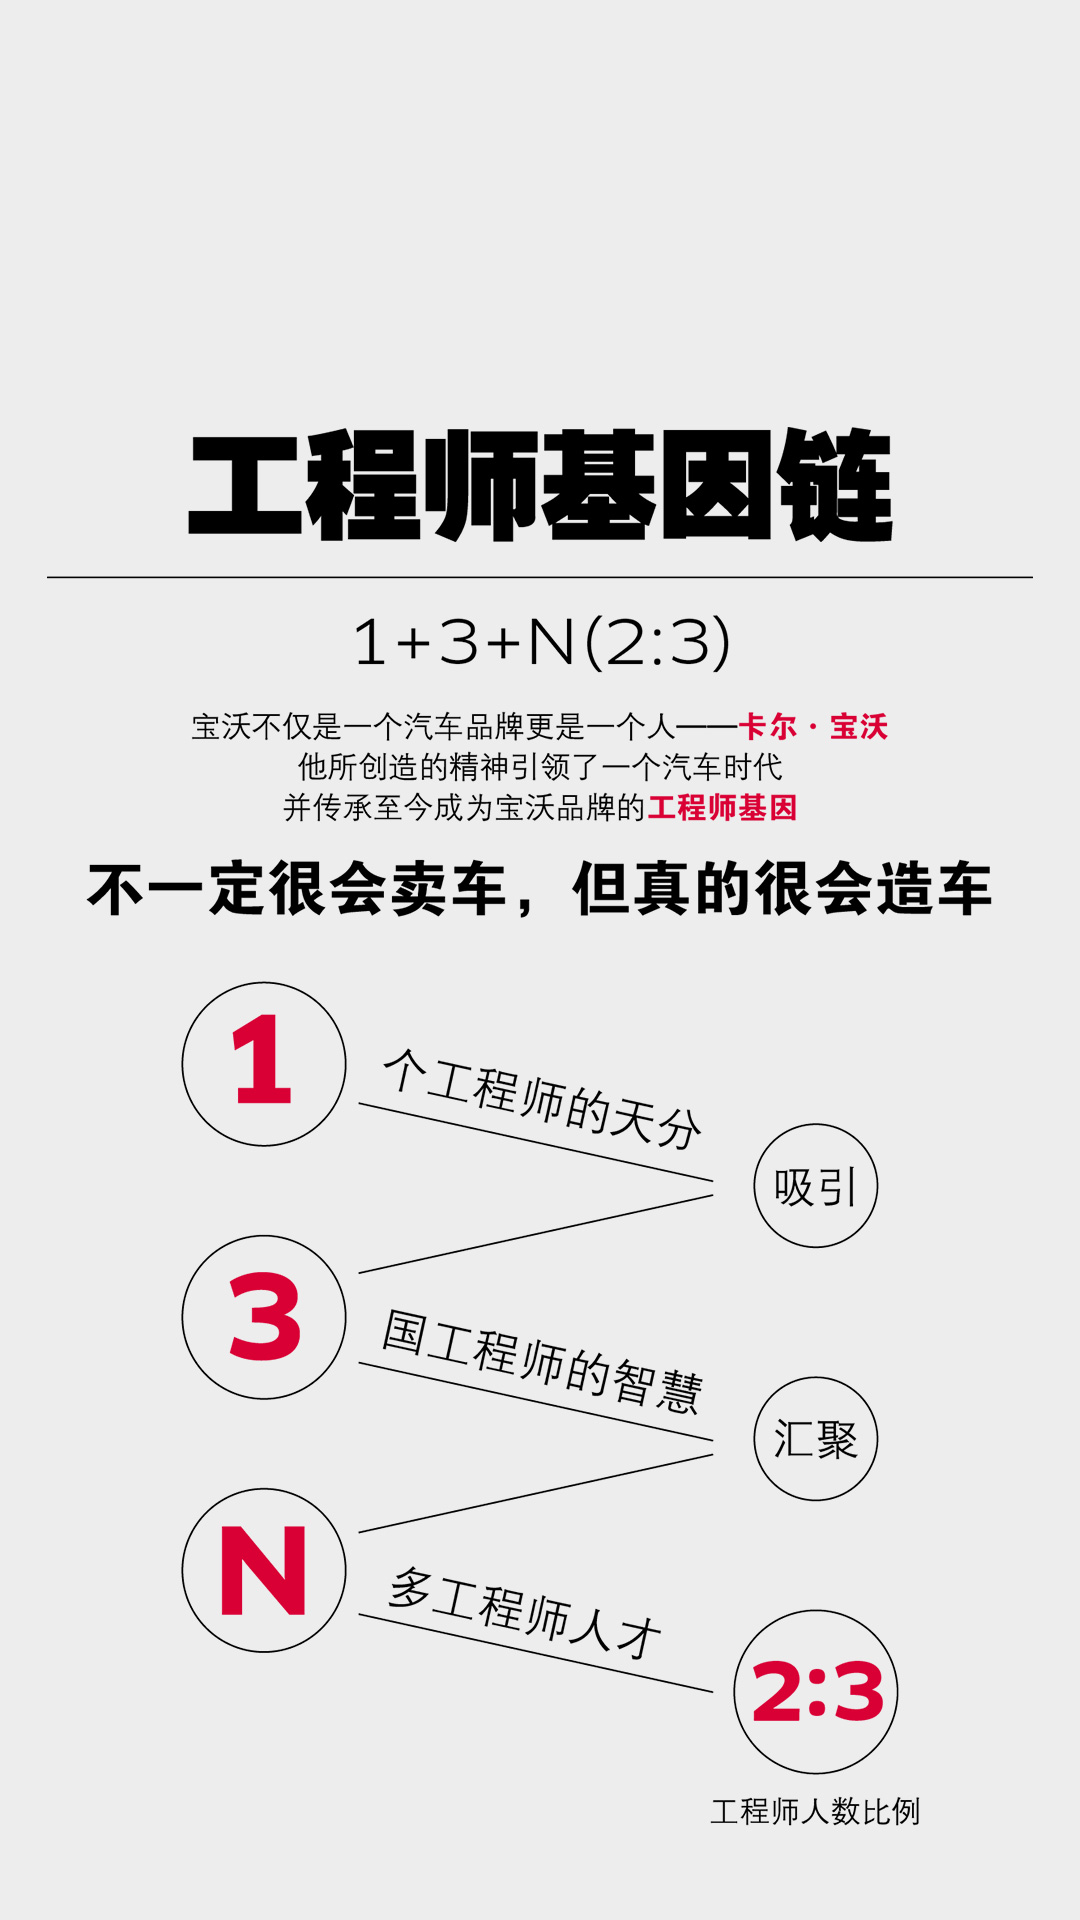 工程师基因链
1+3+N(2:3)
宝沃不仅是一个汽车品牌更是一个人——卡尔·宝沃
他所创造的精神引领了一个汽车时代
并传承至今成为宝沃品牌的工程师基因
不一定很会卖车，但真的很会造车
1
个工程师的天分
吸引
3
国工程师的智慧
汇聚
N
多工程师人才
2:3
工程师人数比例